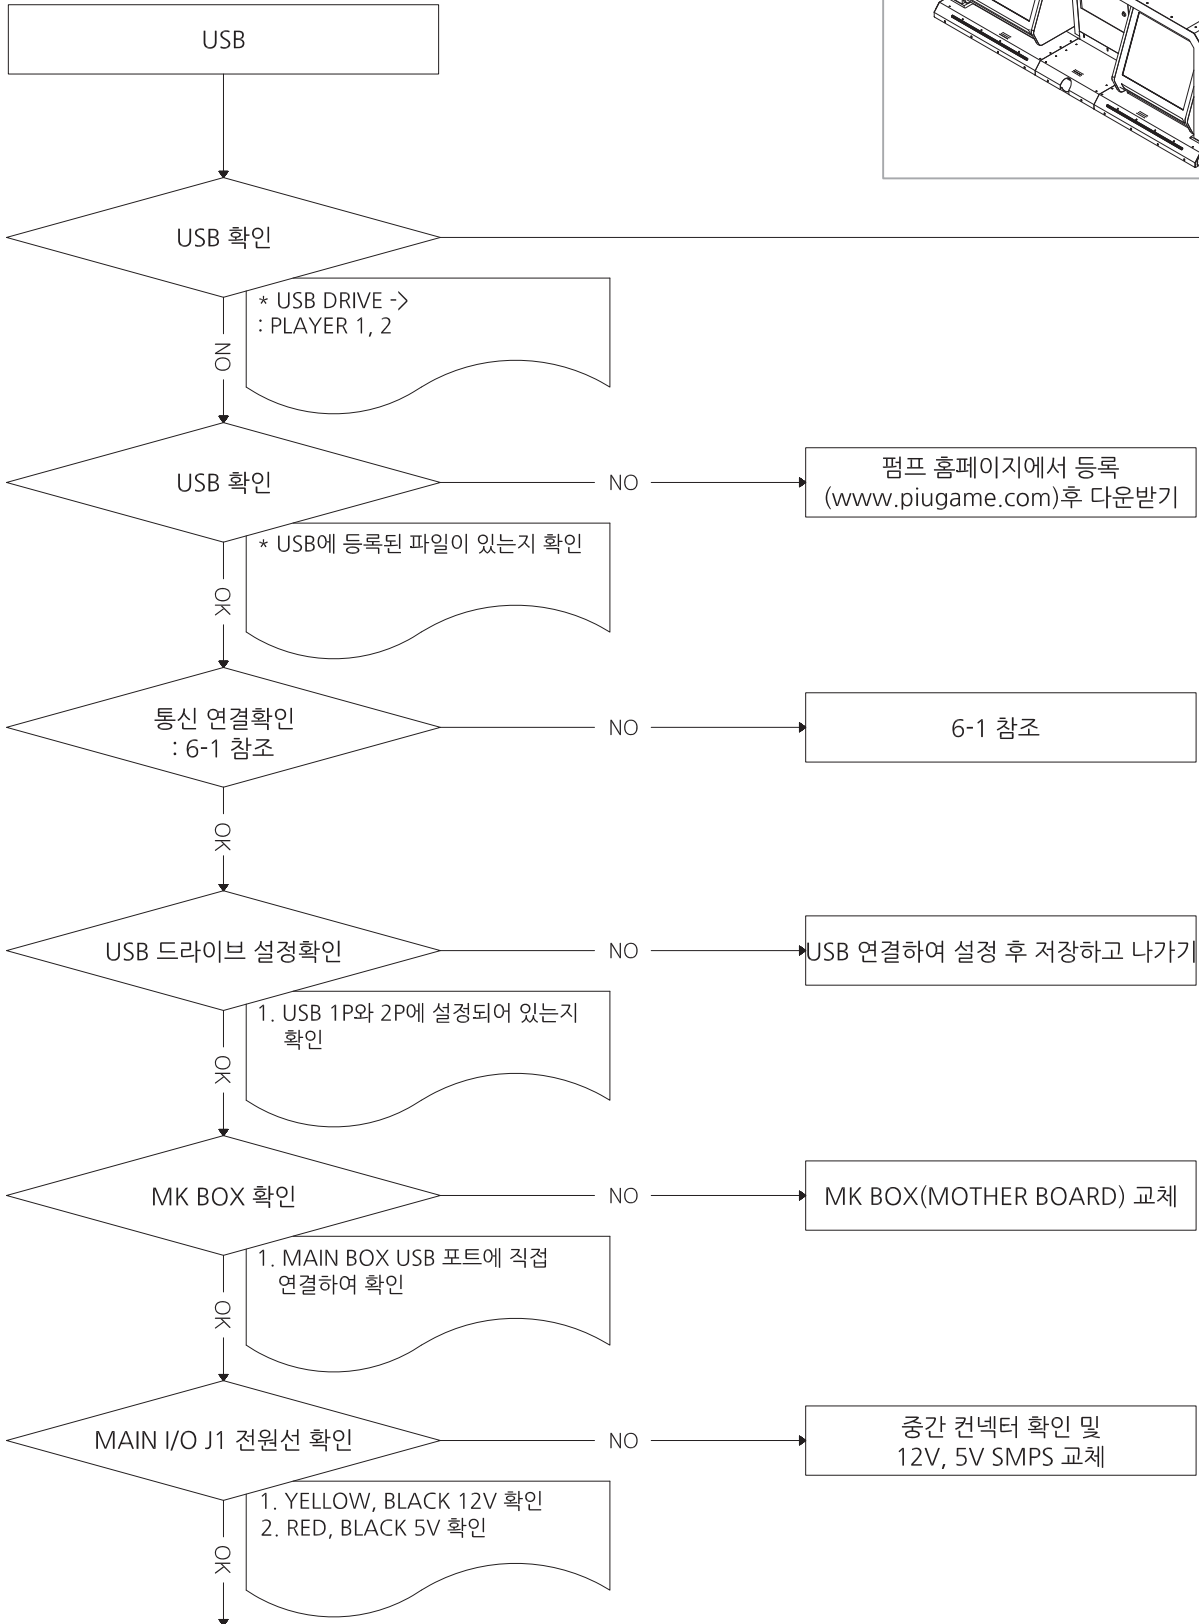 USB
USB 확인
* USB DRIVE ->
: PLAYER 1, 2
NO
USB 확인
NO
펌프 홈페이지에서 등록
(www.piugame.com)후 다운받기
* USB에 등록된 파일이 있는지 확인
OK
통신 연결확인
: 6-1 참조
NO
6-1 참조
OK
USB 드라이브 설정확인
NO
USB 연결하여 설정 후 저장하고 나가기
1. USB 1P와 2P에 설정되어 있는지
확인
OK
MK BOX 확인
NO
MK BOX(MOTHER BOARD) 교체
1. MAIN BOX USB 포트에 직접
연결하여 확인
OK
MAIN I/O J1 전원선 확인
NO
중간 컨넥터 확인 및
12V, 5V SMPS 교체
1. YELLOW, BLACK 12V 확인
2. RED, BLACK 5V 확인
OK